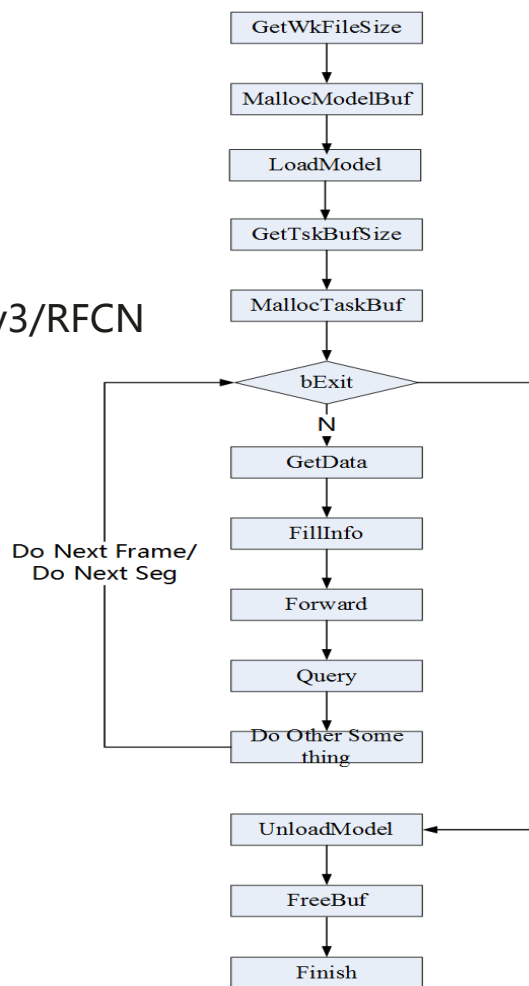 GetWkFileSize
MallocModelBuf
LoadModel
GetTskBufSize
MallocTaskBuf
v3/RFCN
bExit
N
GetData
FillInfo
Do Next Frame/
Do Next Seg
Forward
Query
Do Other Some
thing
UnloadModel
FreeBuf
Finish